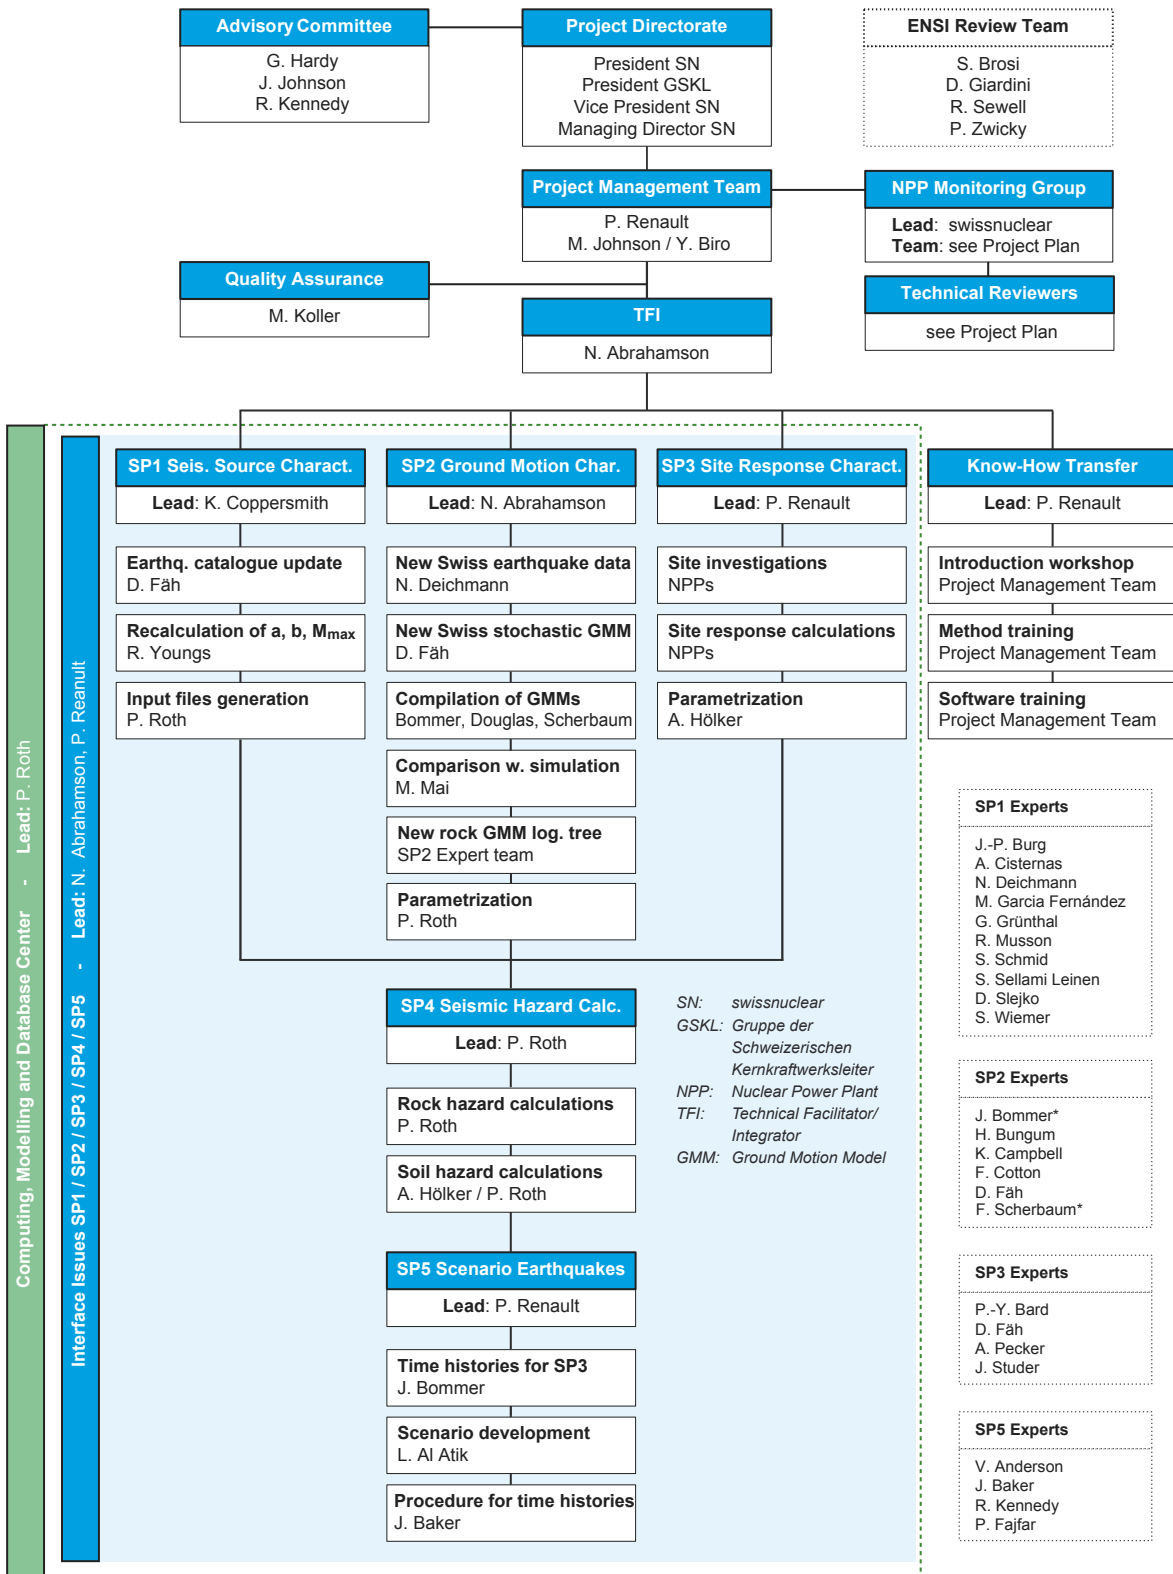 Advisory Committee
G. Hardy
J. Johnson
R. Kennedy
Project Directorate
President SN
President GSKL
Vice President SN
Managing Director SN
ENSI Review Team
S. Brosi
D. Giardini
R. Sewell
P. Zwicky
Project Management Team
P. Renault
M. Johnson / Y. Biro
NPP Monitoring Group
Lead: swissnuclear
Team: see Project Plan
Quality Assurance
M. Koller
Technical Reviewers
see Project Plan
TFI
N. Abrahamson
Computing, Modelling and Database Center - Lead: P. Roth
Interface Issues SP1 / SP2 / SP3 / SP4 / SP5 - Lead: N. Abrahamson, P. Reanult
SP1 Seis. Source Charact.
Lead: K. Coppersmith
Earthq. catalogue update
D. Fäh
Recalculation of a, b, Mmax
R. Youngs
Input files generation
P. Roth
SP2 Ground Motion Char.
Lead: N. Abrahamson
New Swiss earthquake data
N. Deichmann
New Swiss stochastic GMM
D. Fäh
Compilation of GMMs
Bommer, Douglas, Scherbaum
Comparison w. simulation
M. Mai
New rock GMM log. tree
SP2 Expert team
Parametrization
P. Roth
SP3 Site Response Charact.
Lead: P. Renault
Site investigations
NPPs
Site response calculations
NPPs
Parametrization
A. Hölker
Know-How Transfer
Lead: P. Renault
Introduction workshop
Project Management Team
Method training
Project Management Team
Software training
Project Management Team
SP4 Seismic Hazard Calc.
Lead: P. Roth
Rock hazard calculations
P. Roth
Soil hazard calculations
A. Hölker / P. Roth
SN: swissnuclear
GSKL: Gruppe der
Schweizerischen
Kernkraftwerksleiter
NPP: Nuclear Power Plant
TFI: Technical Facilitator/
Integrator
GMM: Ground Motion Model
SP5 Scenario Earthquakes
Lead: P. Renault
Time histories for SP3
J. Bommer
Scenario development
L. Al Atik
Procedure for time histories
J. Baker
SP1 Experts
J.-P. Burg
A. Cisternas
N. Deichmann
M. Garcia Fernández
G. Grünthal
R. Musson
S. Schmid
S. Sellami Leinen
D. Slejko
S. Wiemer
SP2 Experts
J. Bommer*
H. Bungum
K. Campbell
F. Cotton
D. Fäh
F. Scherbaum*
SP3 Experts
P.-Y. Bard
D. Fäh
A. Pecker
J. Studer
SP5 Experts
V. Anderson
J. Baker
R. Kennedy
P. Fajfar